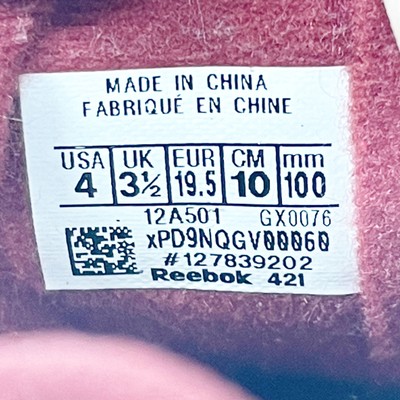 MADE IN CHINA
FABRIQUÉ EN CHINE
USA UK EUR CM mm
4 3½ 19.5 10 100
12A501 GX0076
xPD9NQGV00060
#127839202
Reebok 421